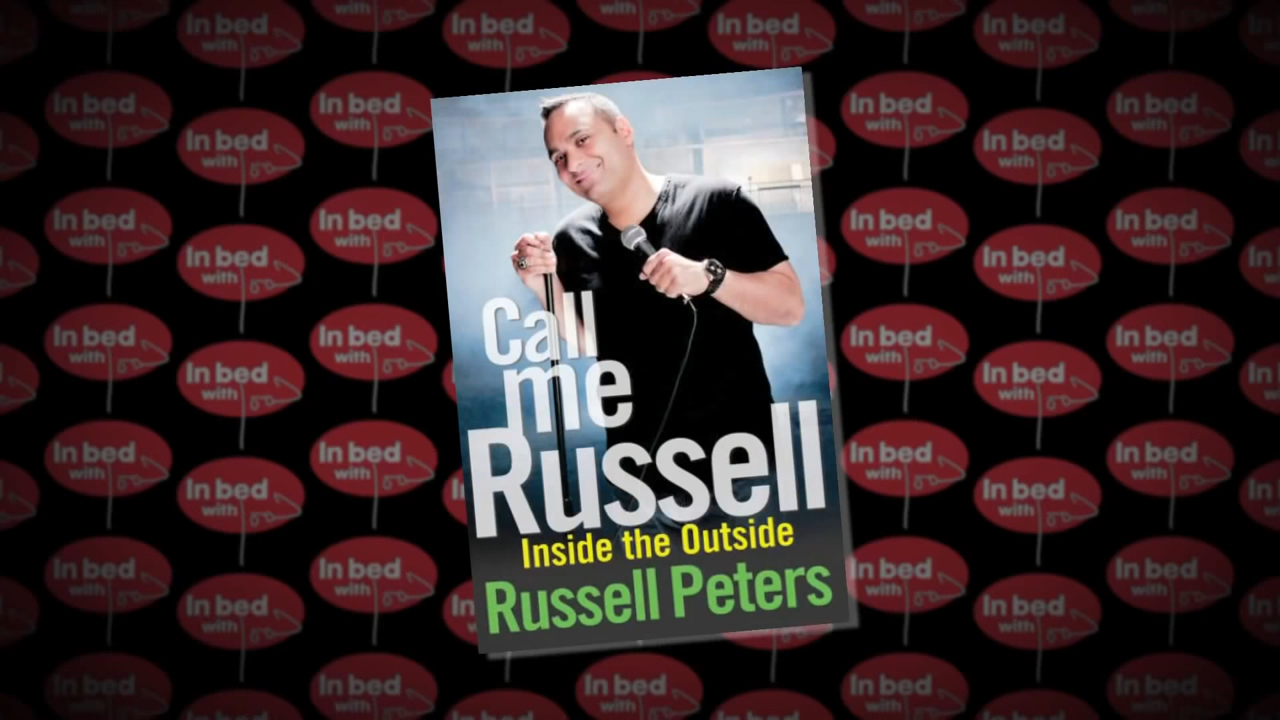 Call
me
Russell
Inside the Outside
Russell Peters
In bed
with